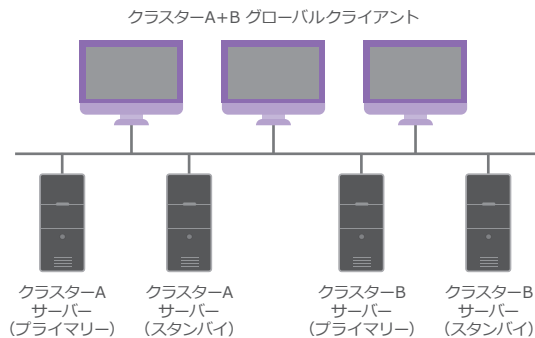 クラスターA+B グローバルクライアント
クラスターA
サーバー
（プライマリー）
クラスターA
サーバー
（スタンバイ）
クラスターB
サーバー
（プライマリー）
クラスターB
サーバー
（スタンバイ）